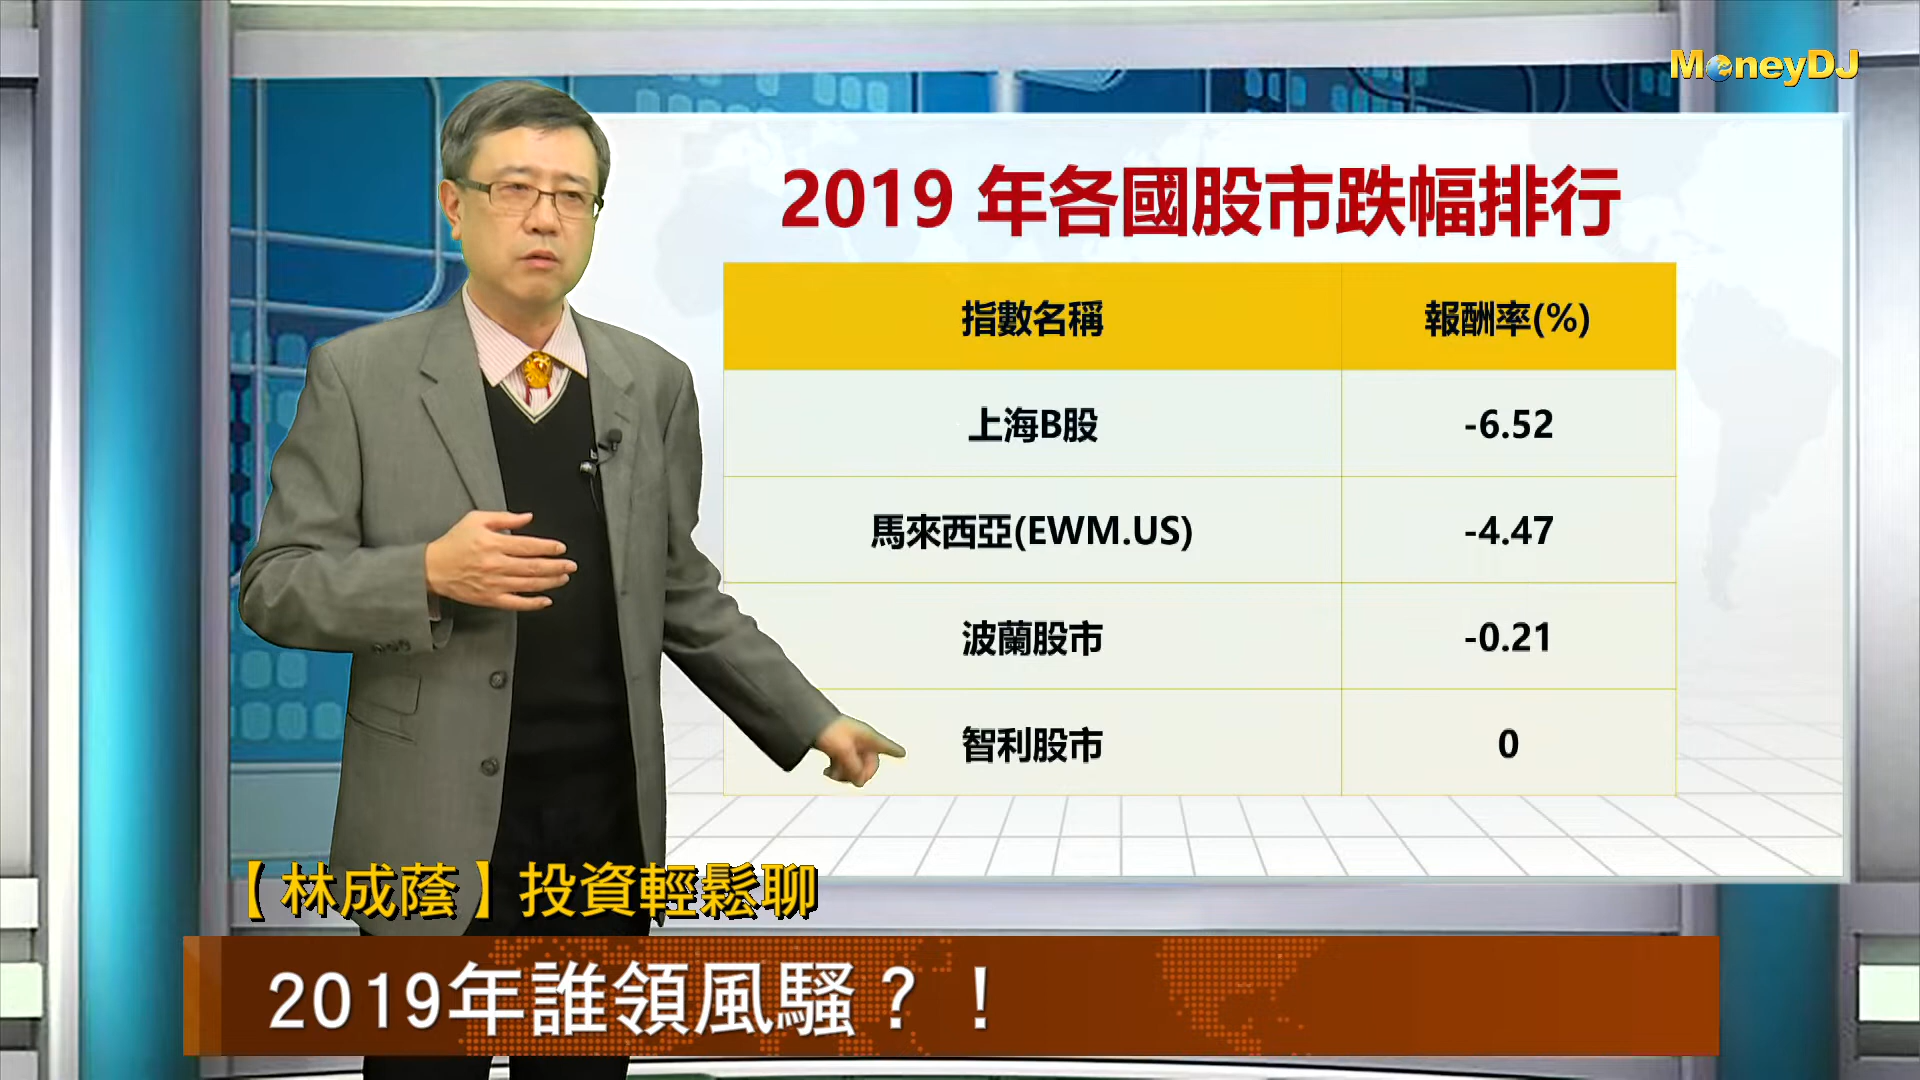 MoneyDJ
2019 年各國股市跌幅排行
指數名稱 報酬率(%)
上海B股 -6.52
馬來西亞(EWM.US) -4.47
波蘭股市 -0.21
智利股市 0
【林成蔭】投資輕鬆聊
2019年誰領風騷？！